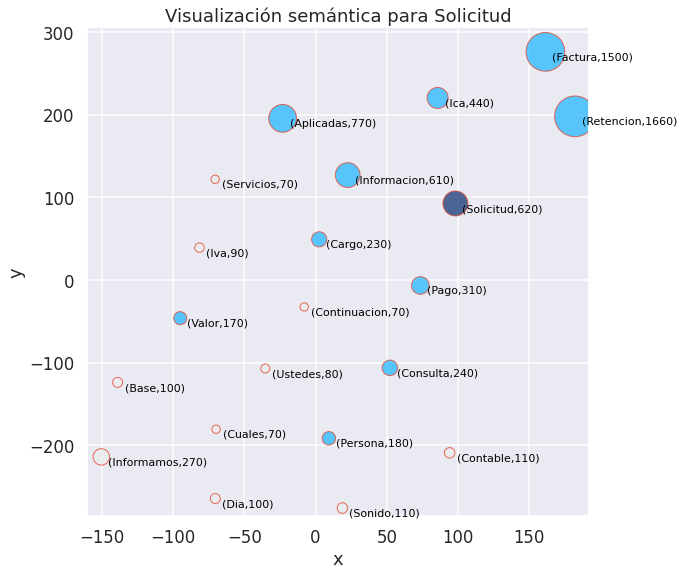 Visualización semántica para Solicitud
300
(Factura,1500)
(Ica,440)
200
(Aplicadas,770)
(Retencion,1660)
(Informacion,610)
(Servicios,70)
100
(Solicitud,620)
(Cargo,230)
(Iva,90)
y
0
(Pago,310)
(Continuacion,70)
(Valor,170)
−100
(Ustedes,80)
(Consulta,240)
(Base,100)
(Cuales,70)
(Persona,180)
−200
(Informamos,270)
(Contable,110)
(Dia,100)
(Sonido,110)
−150 −100 −50 0 50 100 150
x